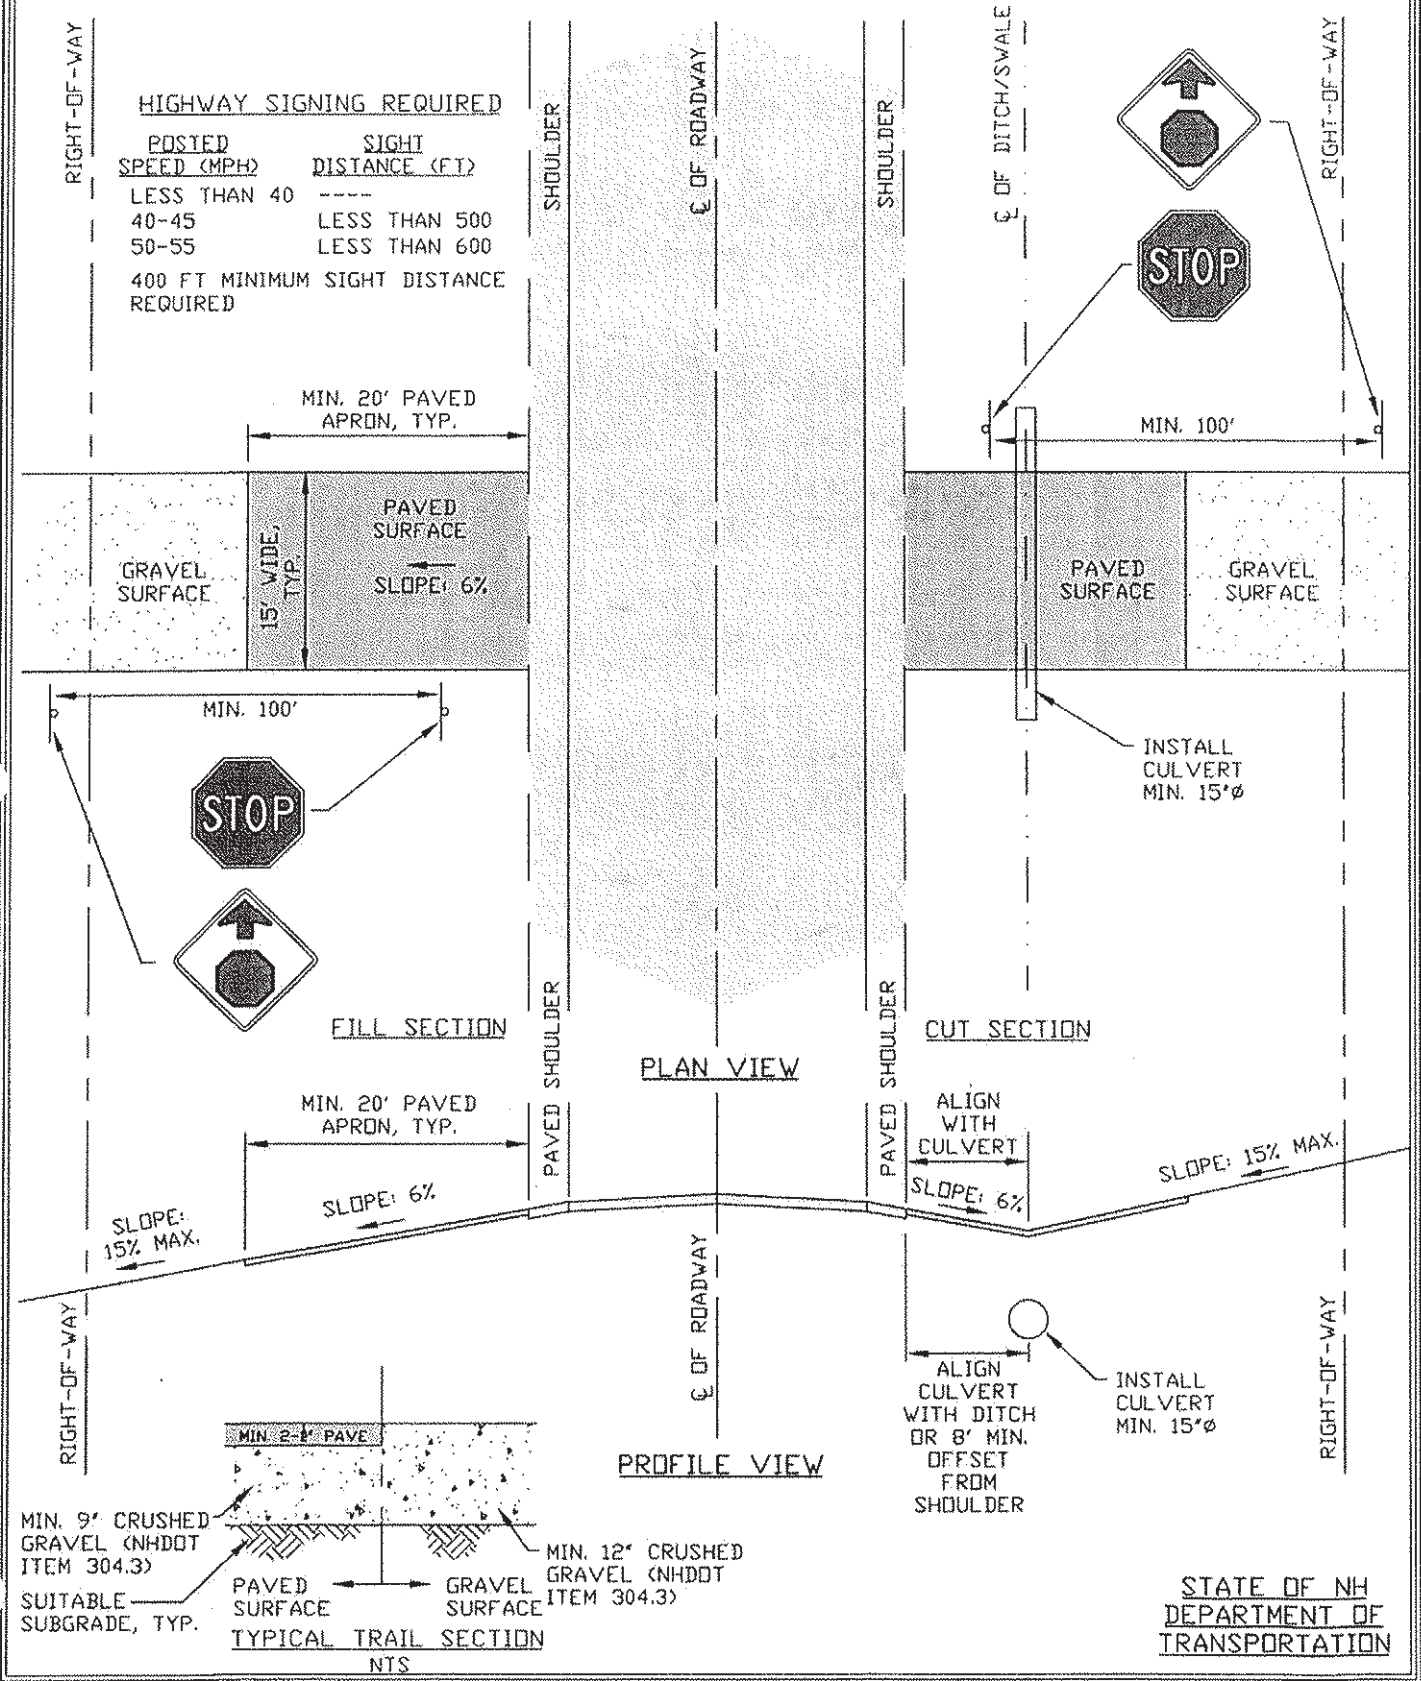 RIGHT-OF-WAY
HIGHWAY SIGNING REQUIRED
POSTED SPEED (MPH)
SIGHT DISTANCE (FT)
LESS THAN 40 ----
40-45 LESS THAN 500
50-55 LESS THAN 600
400 FT MINIMUM SIGHT DISTANCE
REQUIRED
SHOULDER
℄ OF ROADWAY
SHOULDER
℄ OF DITCH/SWALE
RIGHT-OF-WAY
STOP
MIN. 20' PAVED
APRON, TYP.
MIN. 100'
GRAVEL
SURFACE
15' WIDE,
TYP.
PAVED
SURFACE
SLOPE: 6%
PAVED
SURFACE
GRAVEL
SURFACE
MIN. 100'
INSTALL
CULVERT
MIN. 15"Ø
STOP
FILL SECTION
PAVED SHOULDER
PLAN VIEW
PAVED SHOULDER
CUT SECTION
MIN. 20' PAVED
APRON, TYP.
ALIGN
WITH
CULVERT
SLOPE: 15% MAX.
SLOPE: 6%
SLOPE: 6%
SLOPE:
15% MAX.
RIGHT-OF-WAY
℄ OF ROADWAY
ALIGN
CULVERT
WITH DITCH
OR 8' MIN.
OFFSET
FROM
SHOULDER
INSTALL
CULVERT
MIN. 15"Ø
RIGHT-OF-WAY
PROFILE VIEW
MIN PAVE
MIN. 9" CRUSHED
GRAVEL (NHDOT
ITEM 304.3)
SUITABLE
SUBGRADE, TYP.
MIN. 12" CRUSHED
GRAVEL (NHDOT
ITEM 304.3)
PAVED
SURFACE
GRAVEL
SURFACE
TYPICAL TRAIL SECTION
NTS
STATE OF NH
DEPARTMENT OF
TRANSPORTATION